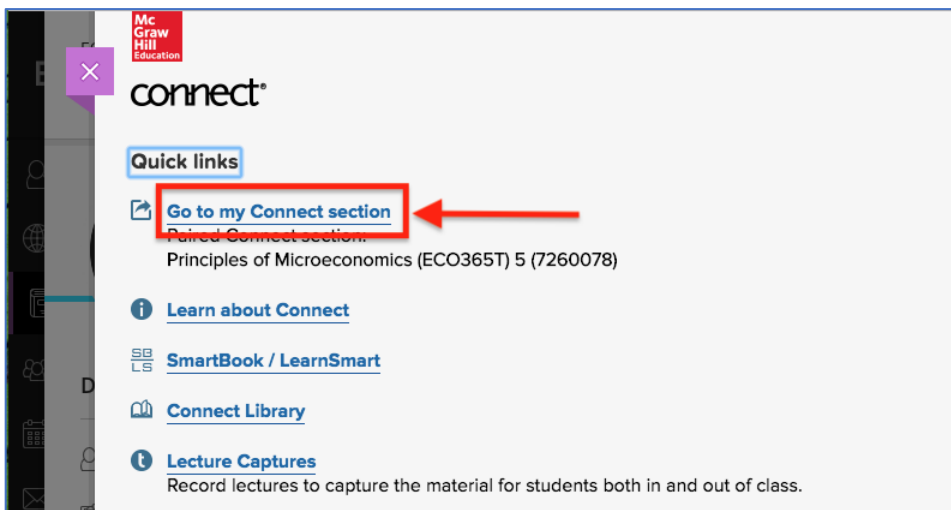 Mc
Graw
Hill
Education
connect®
Quick links
Go to my Connect section
Paired Connect section:
Principles of Microeconomics (ECO365T) 5 (7260078)
Learn about Connect
SB
LS
SmartBook / LearnSmart
Connect Library
t
Lecture Captures
Record lectures to capture the material for students both in and out of class.
D